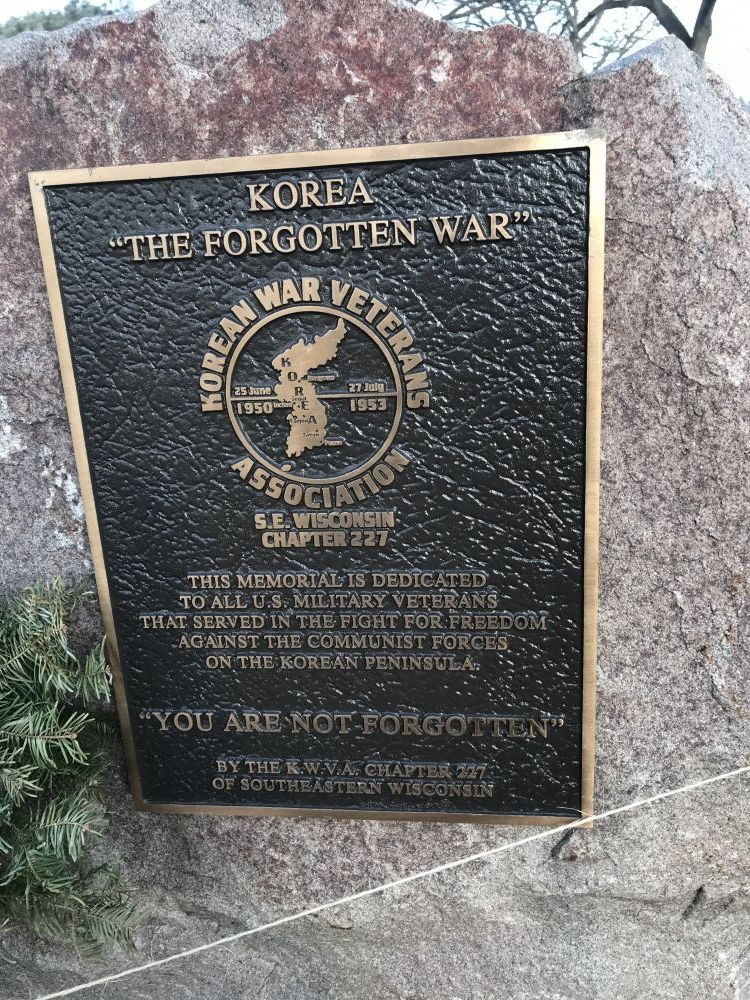 KOREA
"THE FORGOTTEN WAR"
KOREAN WAR VETERANS
25 June
1950
27 July
1953
KOREA
ASSOCIATION
S.E. WISCONSIN
CHAPTER 227
THIS MEMORIAL IS DEDICATED
TO ALL U.S. MILITARY VETERANS
THAT SERVED IN THE FIGHT FOR FREEDOM
AGAINST THE COMMUNIST FORCES
ON THE KOREAN PENINSULA.
"YOU ARE NOT FORGOTTEN"
BY THE K.W.V.A. CHAPTER 227
OF SOUTHEASTERN WISCONSIN